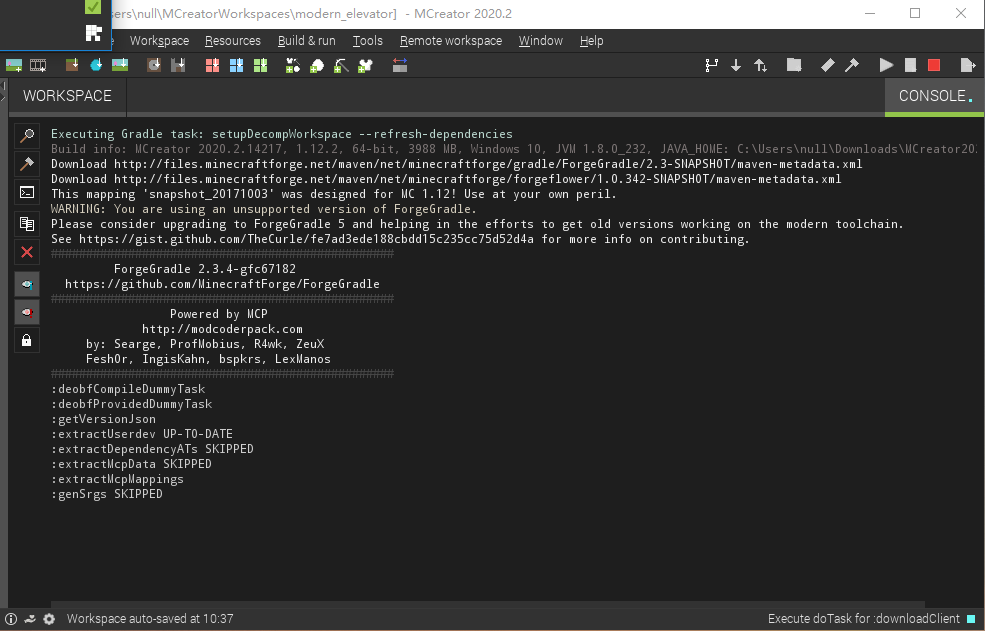 sers\null\MCreatorWorkspaces\modern_elevator] - MCreator 2020.2
Workspace Resources Build & run Tools Remote workspace Window Help
WORKSPACE
CONSOLE.
Executing Gradle task: setupDecompWorkspace --refresh-dependencies
Build info: MCreator 2020.2.14217, 1.12.2, 64-bit, 3988 MB, Windows 10, JVM 1.8.0_232, JAVA_HOME: C:\Users\null\Downloads\MCreator202
Download http://files.minecraftforge.net/maven/net/minecraftforge/gradle/ForgeGradle/2.3-SNAPSHOT/maven-metadata.xml
Download http://files.minecraftforge.net/maven/net/minecraftforge/forgeflower/1.0.342-SNAPSHOT/maven-metadata.xml
This mapping 'snapshot_20171003' was designed for MC 1.12! Use at your own peril.
WARNING: You are using an unsupported version of ForgeGradle.
Please consider upgrading to ForgeGradle 5 and helping in the efforts to get old versions working on the modern toolchain.
See https://gist.github.com/TheCurle/fe7ad3ede188cbdd15c235cc75d52d4a for more info on contributing.
#################################################
ForgeGradle 2.3.4-gfc67182
https://github.com/MinecraftForge/ForgeGradle
#################################################
Powered by MCP
http://modcoderpack.com
by: Searge, ProfMobius, R4wk, ZeuX
Fesh0r, IngisKahn, bspkrs, LexManos
#################################################
:deobfCompileDummyTask
:deobfProvidedDummyTask
:getVersionJson
:extractUserdev UP-TO-DATE
:extractDependencyATs SKIPPED
:extractMcpData SKIPPED
:extractMcpMappings
:genSrgs SKIPPED
Workspace auto-saved at 10:37
Execute doTask for :downloadClient